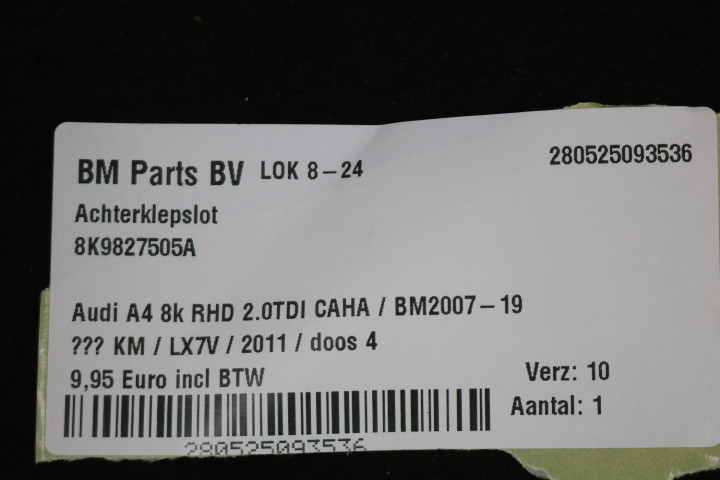 BM Parts BV LOK 8-24 280525093536
Achterklepslot
8K9827505A
Audi A4 8k RHD 2.0TDI CAHA / BM2007-19
??? KM / LX7V / 2011 / doos 4
9,95 Euro incl BTW Verz: 10
Aantal: 1
280525093536